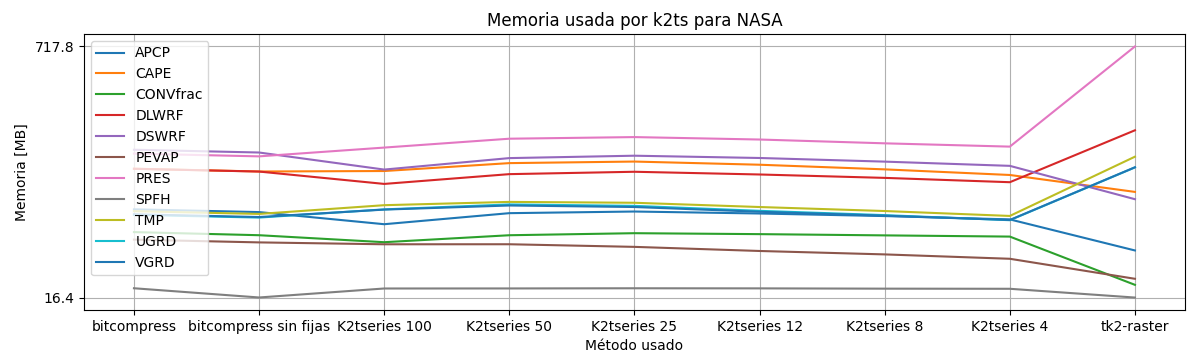 Memoria usada por k2ts para NASA
717.8
16.4
Memoria [MB]
APCP
CAPE
CONVfrac
DLWRF
DSWRF
PEVAP
PRES
SPFH
TMP
UGRD
VGRD
bitcompress
bitcompress sin fijas
K2tseries 100
K2tseries 50
K2tseries 25
K2tseries 12
K2tseries 8
K2tseries 4
tk2-raster
Método usado